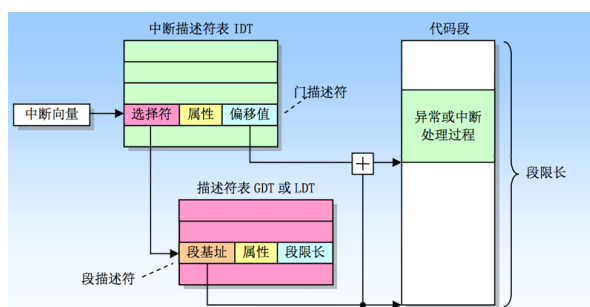 中断描述符表 IDT
代码段
中断向量
选择符
属性
偏移值
门描述符
异常或中断
处理过程
段限长
描述符表 GDT 或 LDT
段基址
属性
段限长
段描述符